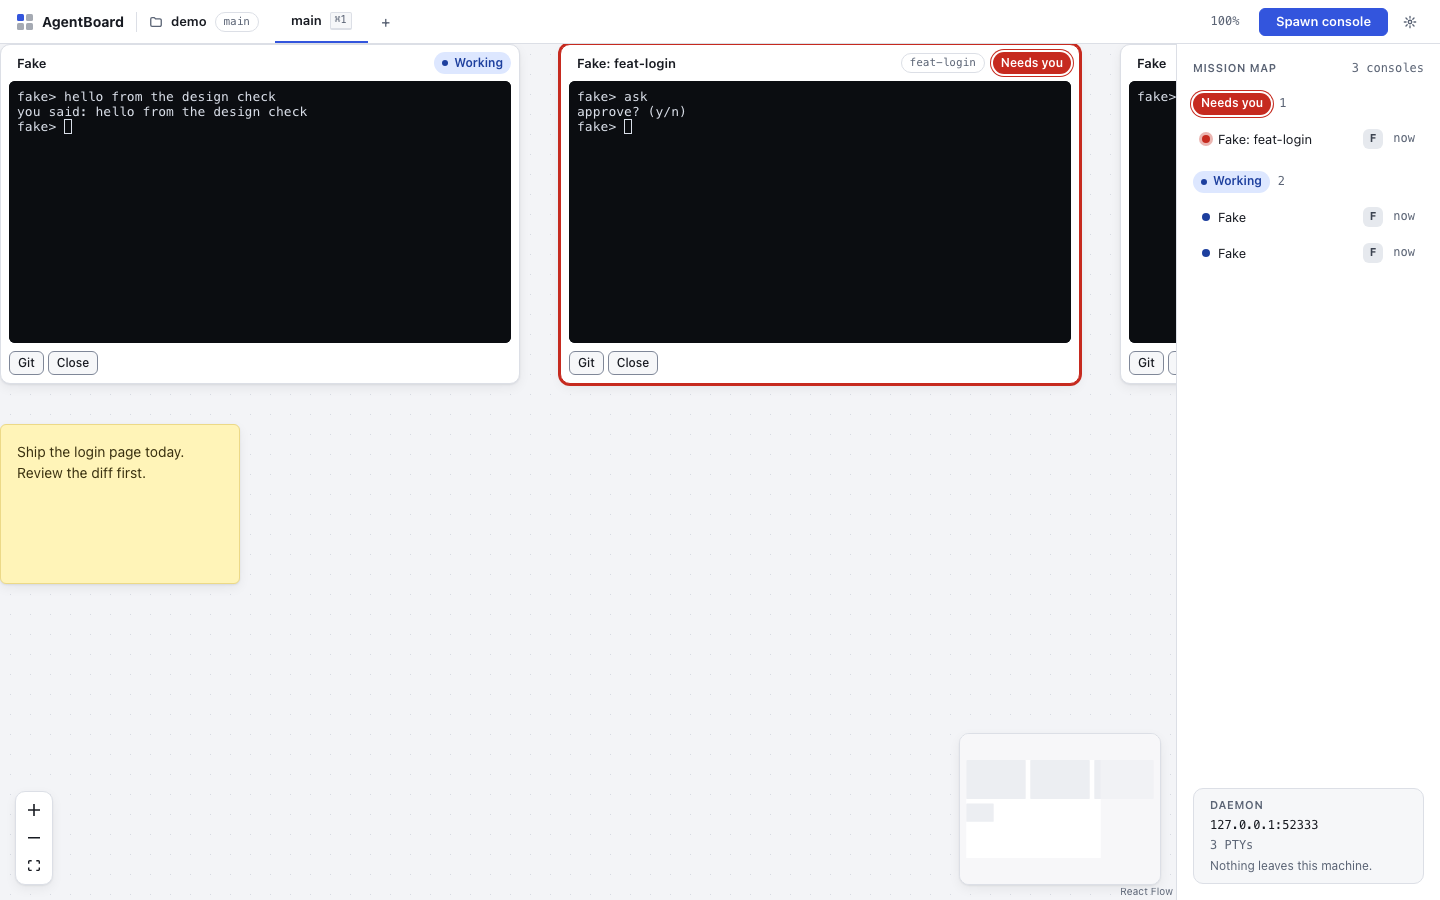 AgentBoard
demo main
main ⌘1 +
100%
Spawn console
Fake
Working
fake> hello from the design check
you said: hello from the design check
fake>
Git Close
Fake: feat-login
feat-login
Needs you
fake> ask
approve? (y/n)
fake>
Git Close
Fake
fake>
Git
Ship the login page today.
Review the diff first.
React Flow
MISSION MAP 3 consoles
Needs you 1
Fake: feat-login F now
Working 2
Fake F now
Fake F now
DAEMON
127.0.0.1:52333
3 PTYs
Nothing leaves this machine.